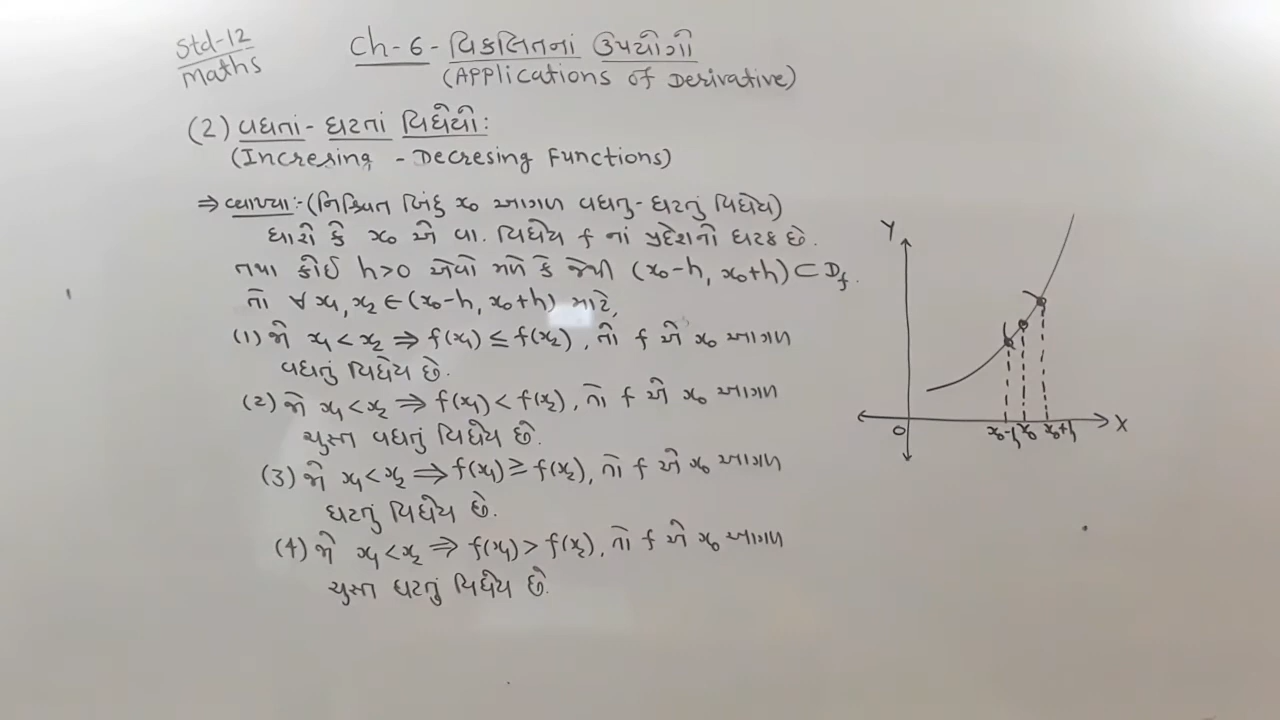 Std-12
Maths
Ch-6-વિકલિતનાં ઉપયોગો
(Applications of Derivative)
(2) વધતાં-ઘટતાં વિધેયો:
(Incresing - Decresing Functions)
⇒ વ્યાખ્યા:-(નિશ્ચિત બિંદુ x₀ આગળ વધતુ-ઘટતું વિધેય)
ધારો કે x₀ એ વા. વિધેય f નાં પ્રદેશનો ઘટક છે.
તથા કોઈ h>0 એવો મળે કે જેથી (x₀-h, x₀+h) ⊂ D_f.
તો ∀ x₁, x₂ ∈ (x₀-h, x₀+h) માટે,
(1) જો x₁ < x₂ ⇒ f(x₁) ≤ f(x₂), તો f એ x₀ આગળ
વધતું વિધેય છે.
(2) જો x₁ < x₂ ⇒ f(x₁) < f(x₂), તો f એ x₀ આગળ
ચુસ્ત વધતું વિધેય છે.
(3) જો x₁ < x₂ ⇒ f(x₁) ≥ f(x₂), તો f એ x₀ આગળ
ઘટતું વિધેય છે.
(4) જો x₁ < x₂ ⇒ f(x₁) > f(x₂), તો f એ x₀ આગળ
ચુસ્ત ઘટતું વિધેય છે.
Y
X
0
x₀-h x₀ x₀+h